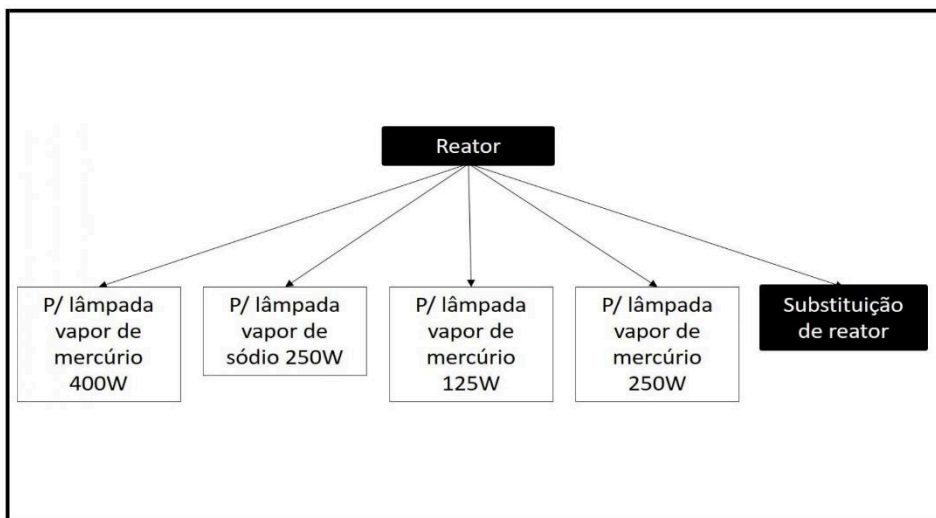 Reator
P/ lâmpada
vapor de
mercúrio
400W
P/ lâmpada
vapor de
sódio 250W
P/ lâmpada
vapor de
mercúrio
125W
P/ lâmpada
vapor de
mercúrio
250W
Substituição
de reator